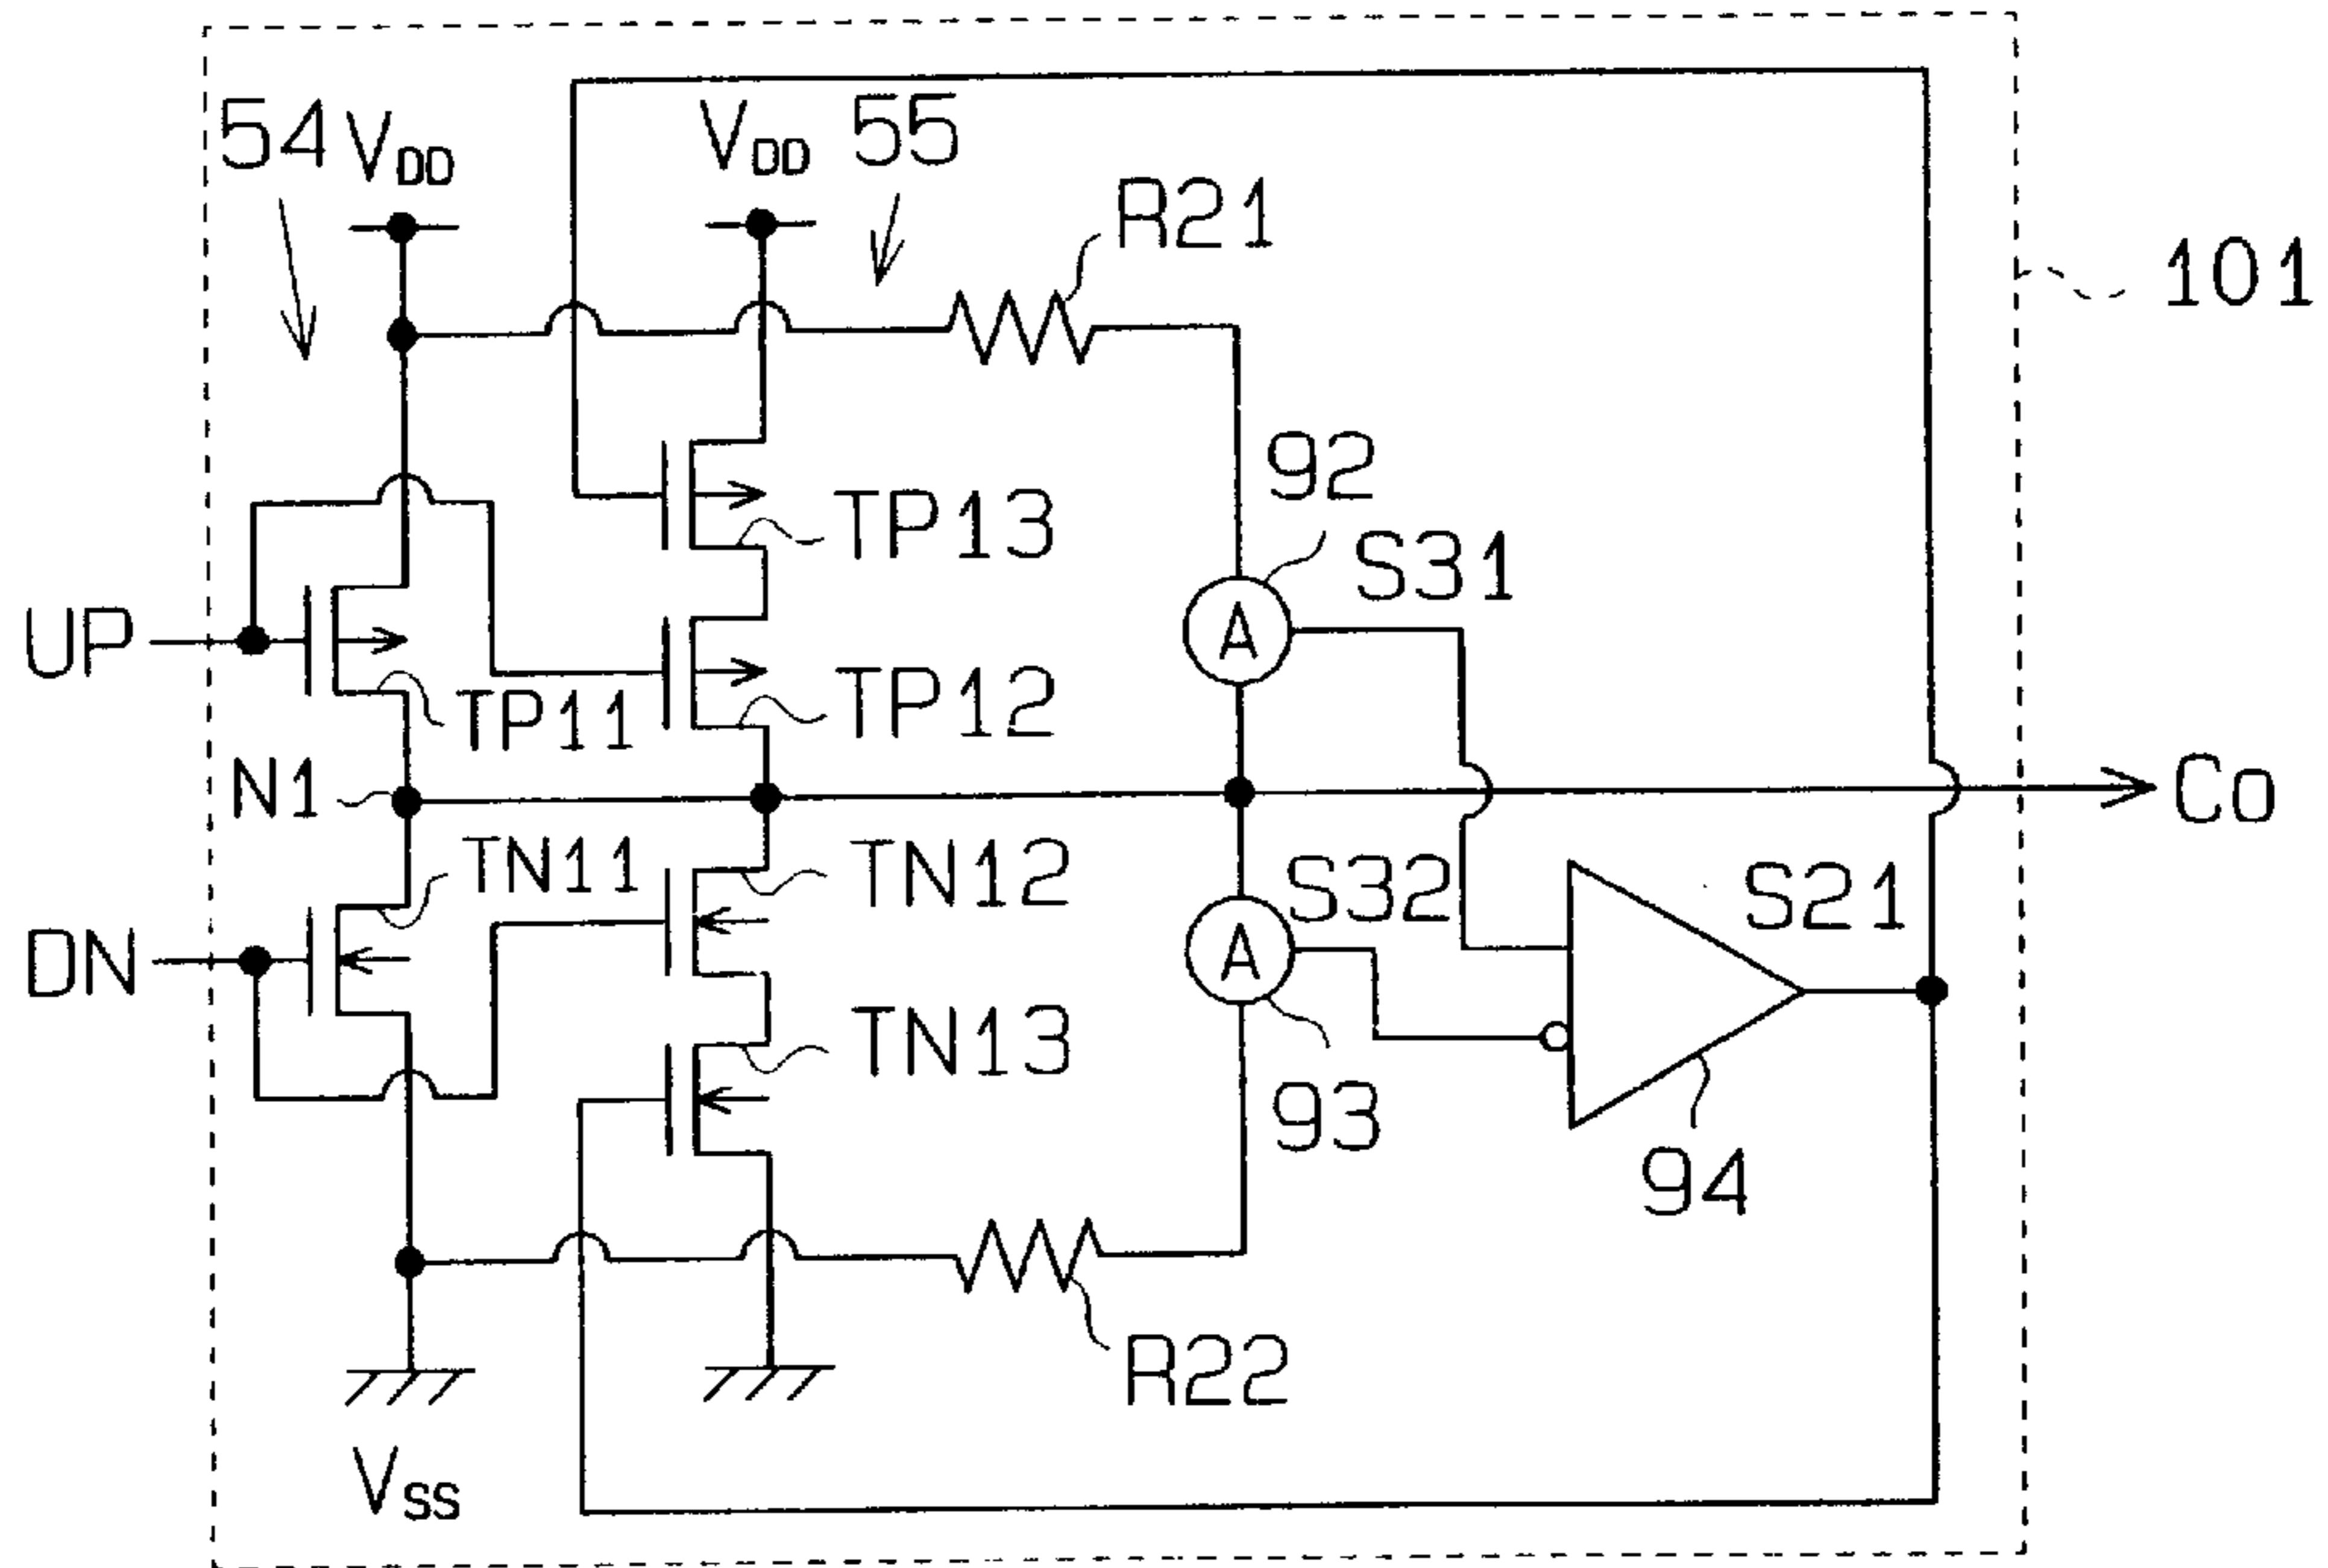 54
VDD
VDD
55
R21
101
92
S31
TP13
UP
TP11
TP12
N1
Co
TN11
TN12
S32
S21
DN
A
A
TN13
93
94
R22
VSS